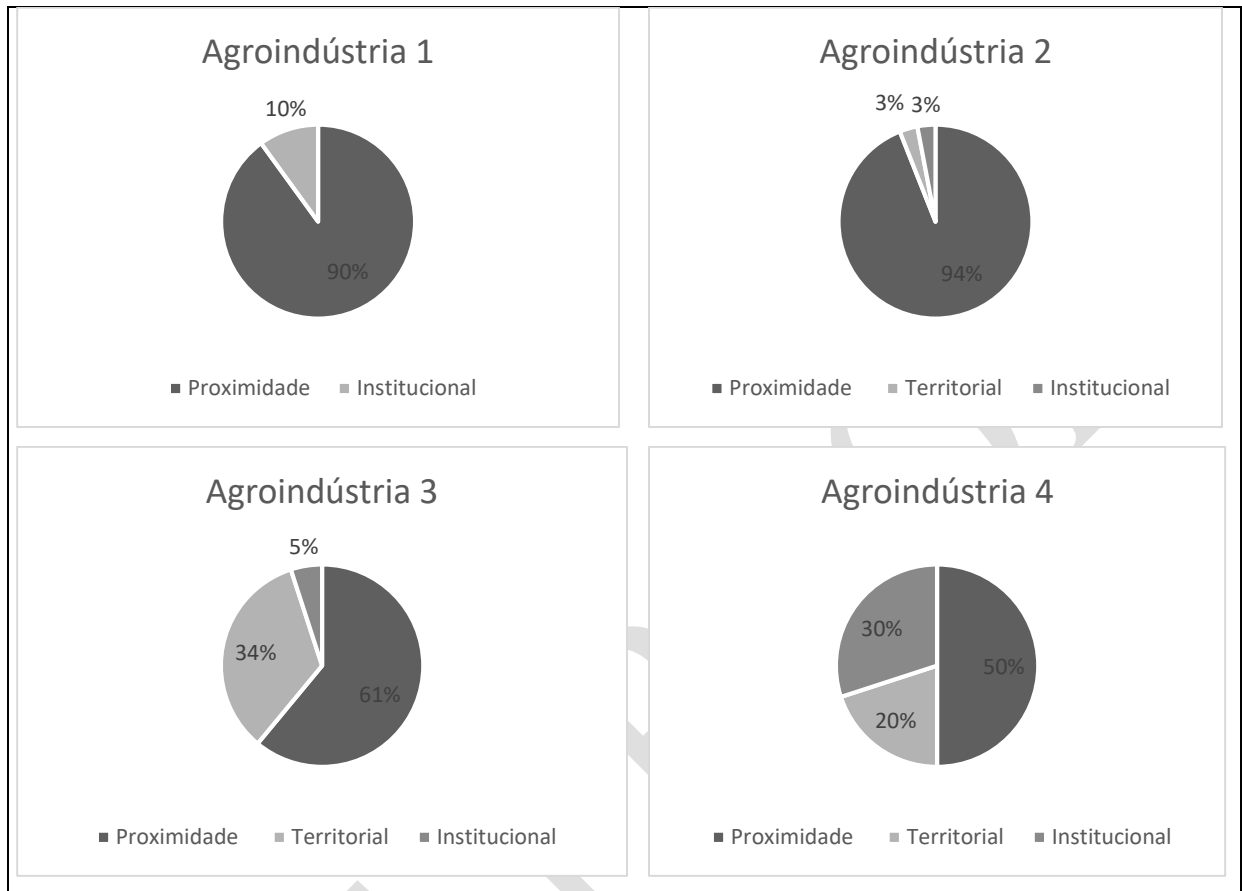 Agroindústria 1
10%
90%
Proximidade Institucional
Agroindústria 2
3% 3%
94%
Proximidade Territorial Institucional
Agroindústria 3
5%
34%
61%
Proximidade Territorial Institucional
Agroindústria 4
30%
50%
20%
Proximidade Territorial Institucional